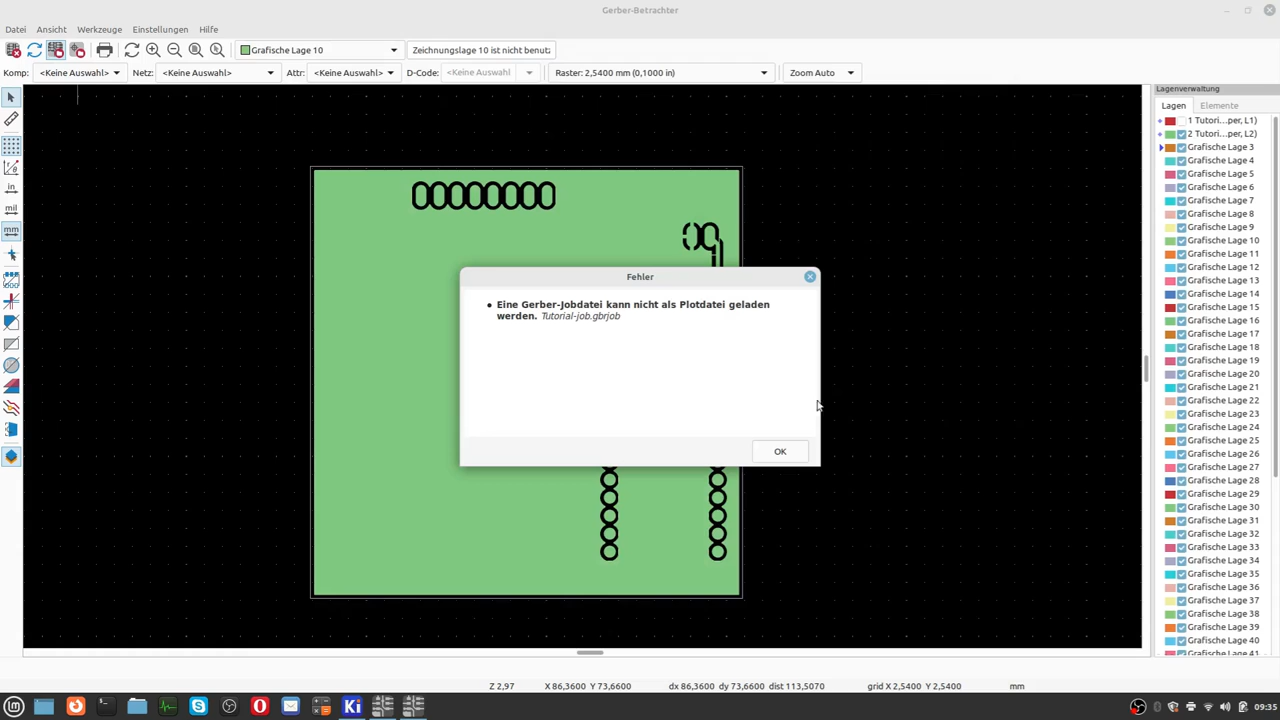 Gerber-Betrachter
Datei Ansicht Werkzeuge Einstellungen Hilfe
Grafische Lage 10 Zeichnungslage 10 ist nicht benutz
Komp: <Keine Auswahl> Netz: <Keine Auswahl> Attr: <Keine Auswahl> D-Code: <Keine Auswahl Raster: 2,5400 mm (0,1000 in) Zoom Auto
Lagenverwaltung
Lagen Elemente
1 Tutori...per, L1)
2 Tutori...per, L2)
Grafische Lage 3
Grafische Lage 4
Grafische Lage 5
Grafische Lage 6
Grafische Lage 7
Grafische Lage 8
Grafische Lage 9
Grafische Lage 10
Grafische Lage 11
Grafische Lage 12
Grafische Lage 13
Grafische Lage 14
Grafische Lage 15
Grafische Lage 16
Grafische Lage 17
Grafische Lage 18
Grafische Lage 19
Grafische Lage 20
Grafische Lage 21
Grafische Lage 22
Grafische Lage 23
Grafische Lage 24
Grafische Lage 25
Grafische Lage 26
Grafische Lage 27
Grafische Lage 28
Grafische Lage 29
Grafische Lage 30
Grafische Lage 31
Grafische Lage 32
Grafische Lage 33
Grafische Lage 34
Grafische Lage 35
Grafische Lage 36
Grafische Lage 37
Grafische Lage 38
Grafische Lage 39
Grafische Lage 40
Grafische Lage 41
in
mil
mm
Fehler
• Eine Gerber-Jobdatei kann nicht als Plotdatei geladen
werden. Tutorial-job.gbrjob
OK
Z 2,97 X 86,3600 Y 73,6600 dx 86,3600 dy 73,6600 dist 113,5070 grid X 2,5400 Y 2,5400 mm
Ki 09:35